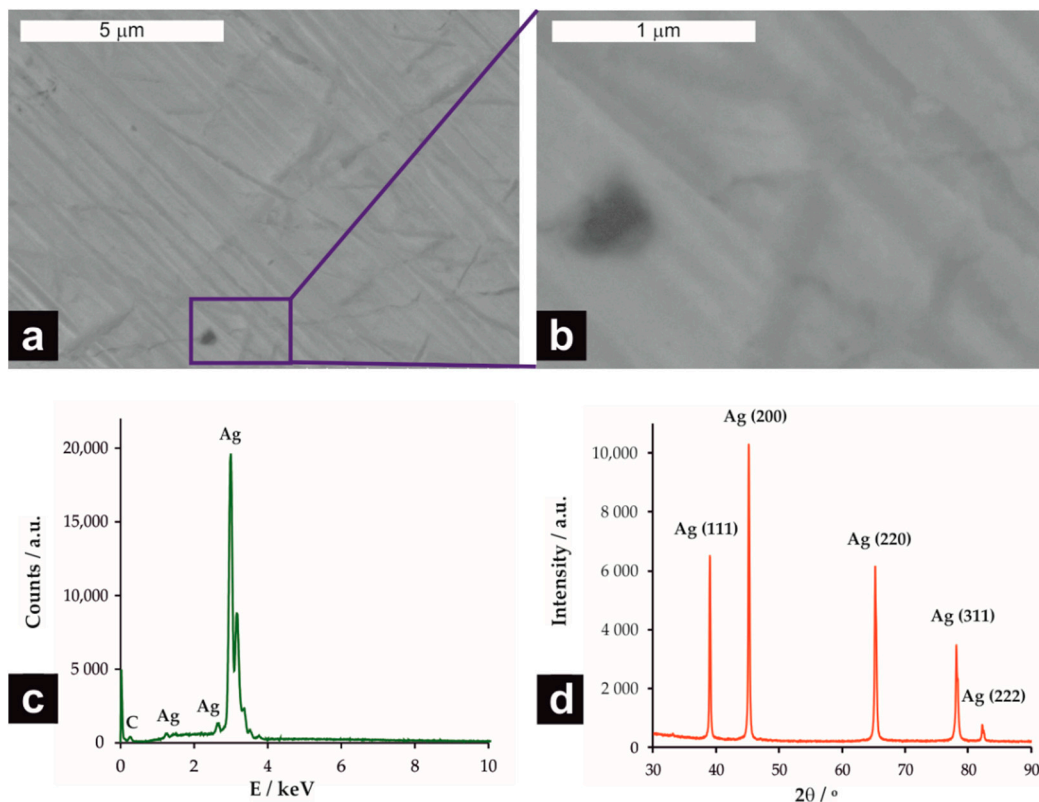 5 μm
a
1 μm
b
Counts / a.u.
20,000
15,000
10,000
5 000
0
Ag
C
Ag
Ag
0 2 4 6 8 10
E / keV
c
Intensity / a.u.
10,000
8 000
6 000
4 000
2 000
0
Ag (111)
Ag (200)
Ag (220)
Ag (311)
Ag (222)
30 40 50 60 70 80 90
2θ / º
d